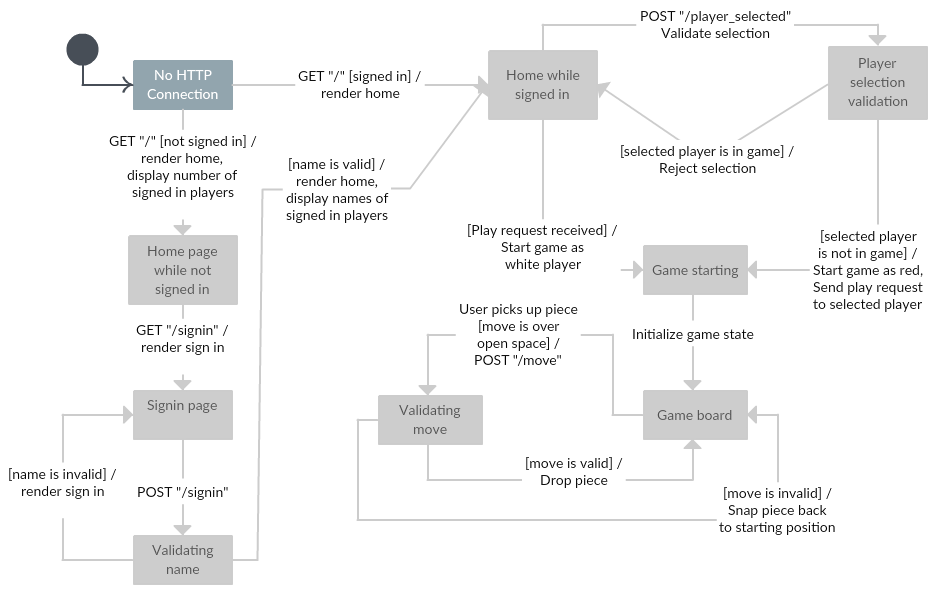 POST "/player_selected"
Validate selection
No HTTP
Connection
GET "/" [signed in] /
render home
Home while
signed in
Player
selection
validation
GET "/" [not signed in] /
render home,
display number of
signed in players
[name is valid] /
render home,
display names of
signed in players
[selected player is in game] /
Reject selection
Home page
while not
signed in
[Play request received] /
Start game as
white player
Game starting
[selected player
is not in game] /
Start game as red,
Send play request
to selected player
GET "/signin" /
render sign in
User picks up piece
[move is over
open space] /
POST "/move"
Initialize game state
Signin page
Validating
move
Game board
[name is invalid] /
render sign in
POST "/signin"
[move is valid] /
Drop piece
[move is invalid] /
Snap piece back
to starting position
Validating
name